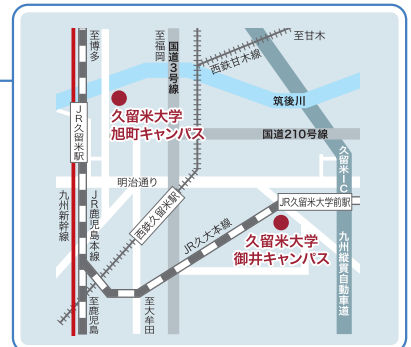 至博多
至福岡
国道3号線
至甘木
西鉄甘木線
筑後川
久留米大学
旭町キャンパス
国道210号線
JR久留米駅
明治通り
久留米IC
西鉄久留米駅
JR久留米大学前駅
九州新幹線
JR鹿児島本線
JR久大本線
久留米大学
御井キャンパス
九州縦貫自動車道
至鹿児島
至大牟田